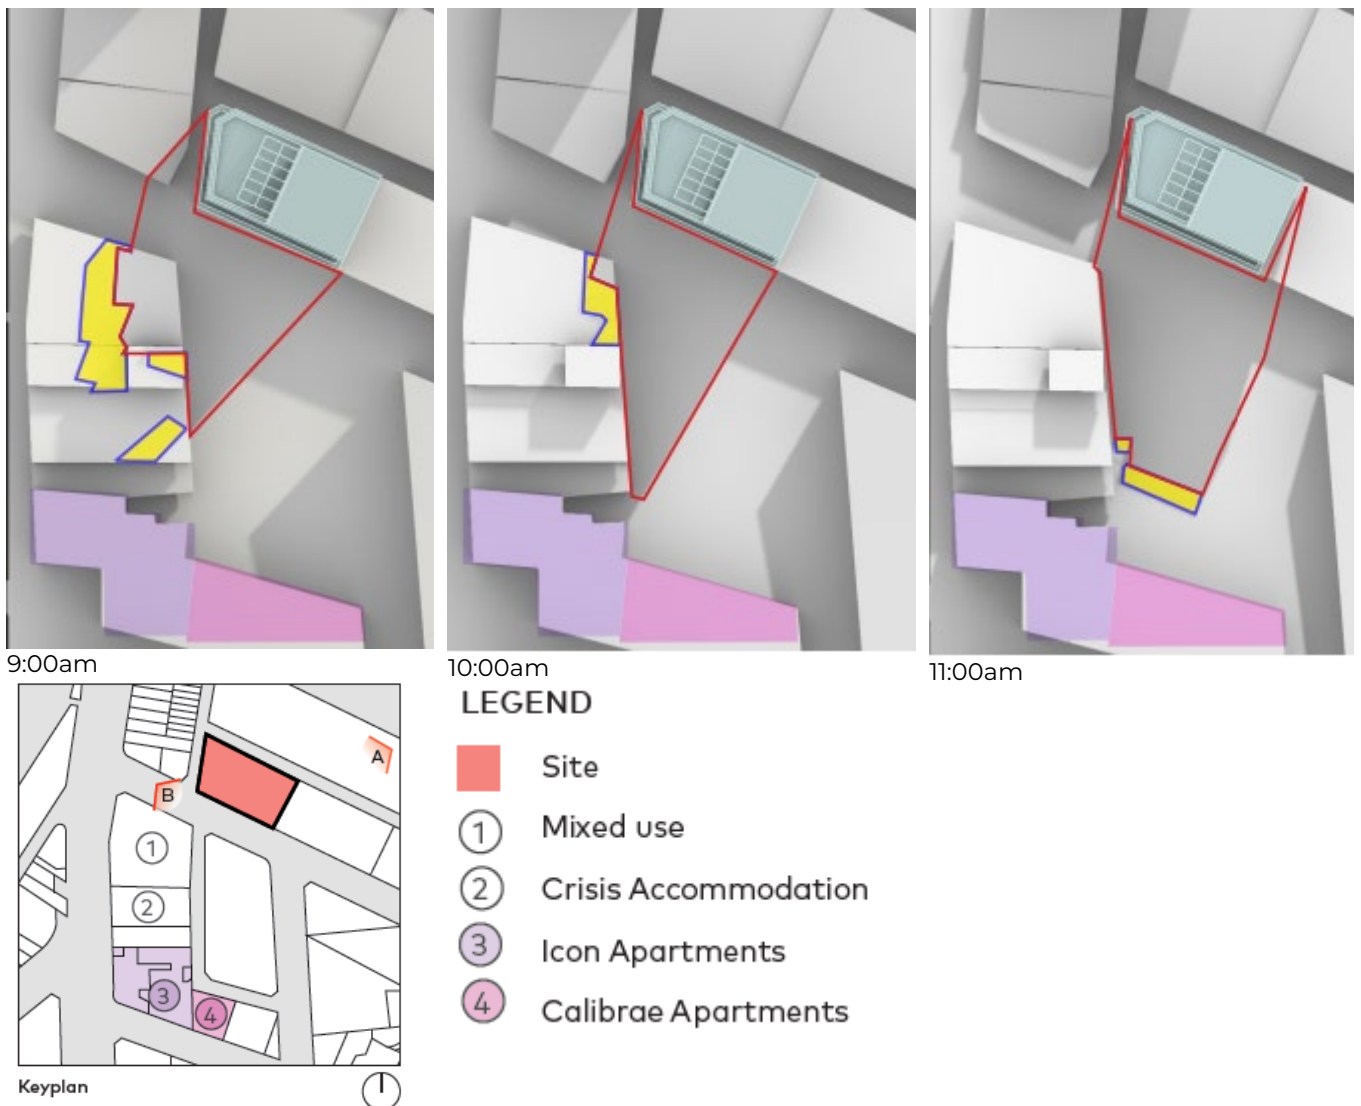 9:00am
10:00am
11:00am
A
B
1
2
3
4
Keyplan
LEGEND
Site
1 Mixed use
2 Crisis Accommodation
3 Icon Apartments
4 Calibrae Apartments